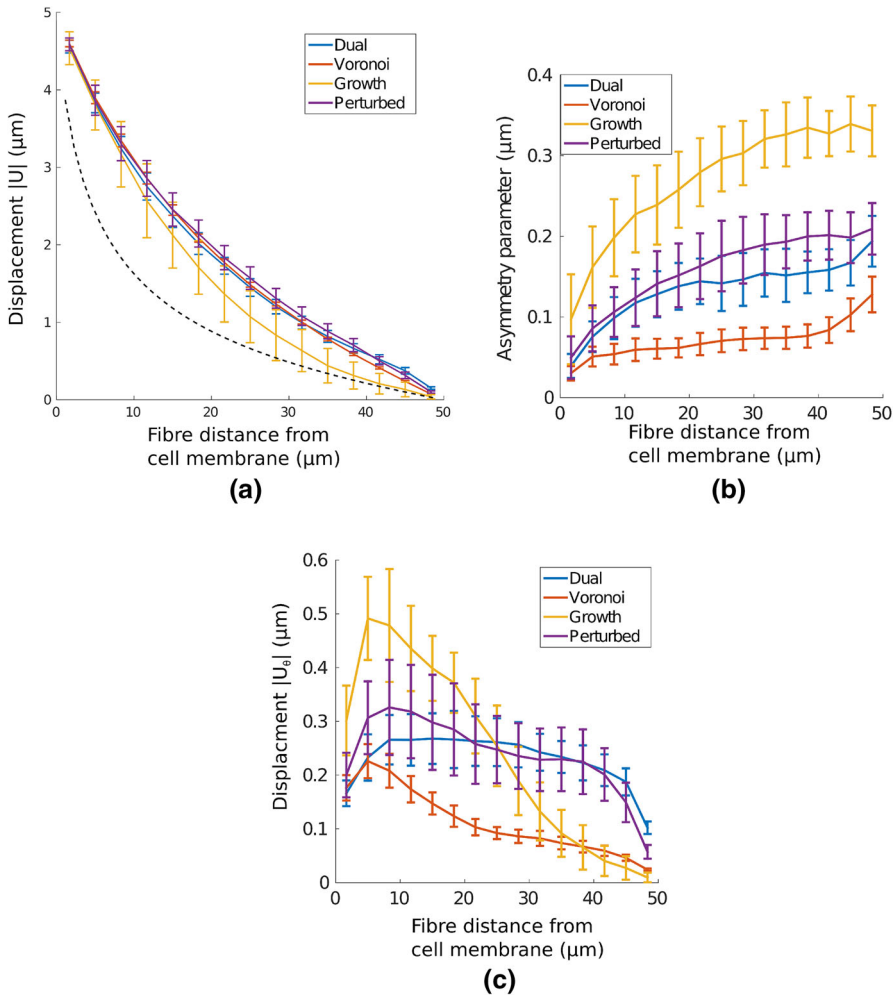 5
4
3
2
1
0
Displacement |U| (μm)
Dual
Voronoi
Growth
Perturbed
0 10 20 30 40 50
Fibre distance from
cell membrane (μm)
(a)
0.4
0.3
0.2
0.1
0
Asymmetry parameter (μm)
Dual
Voronoi
Growth
Perturbed
0 10 20 30 40 50
Fibre distance from
cell membrane (μm)
(b)
0.6
0.5
0.4
0.3
0.2
0.1
0
Displacment |Uθ| (μm)
Dual
Voronoi
Growth
Perturbed
0 10 20 30 40 50
Fibre distance from
cell membrane (μm)
(c)